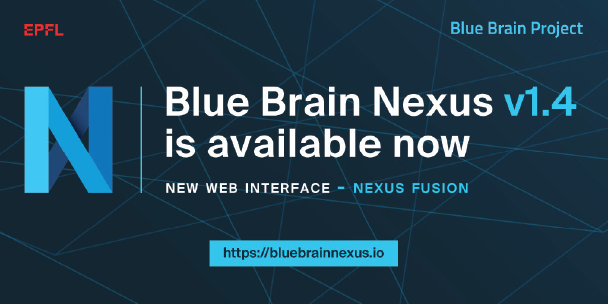 EPFL
Blue Brain Project
Blue Brain Nexus v1.4
is available now
NEW WEB INTERFACE - NEXUS FUSION
https://bluebrainnexus.io